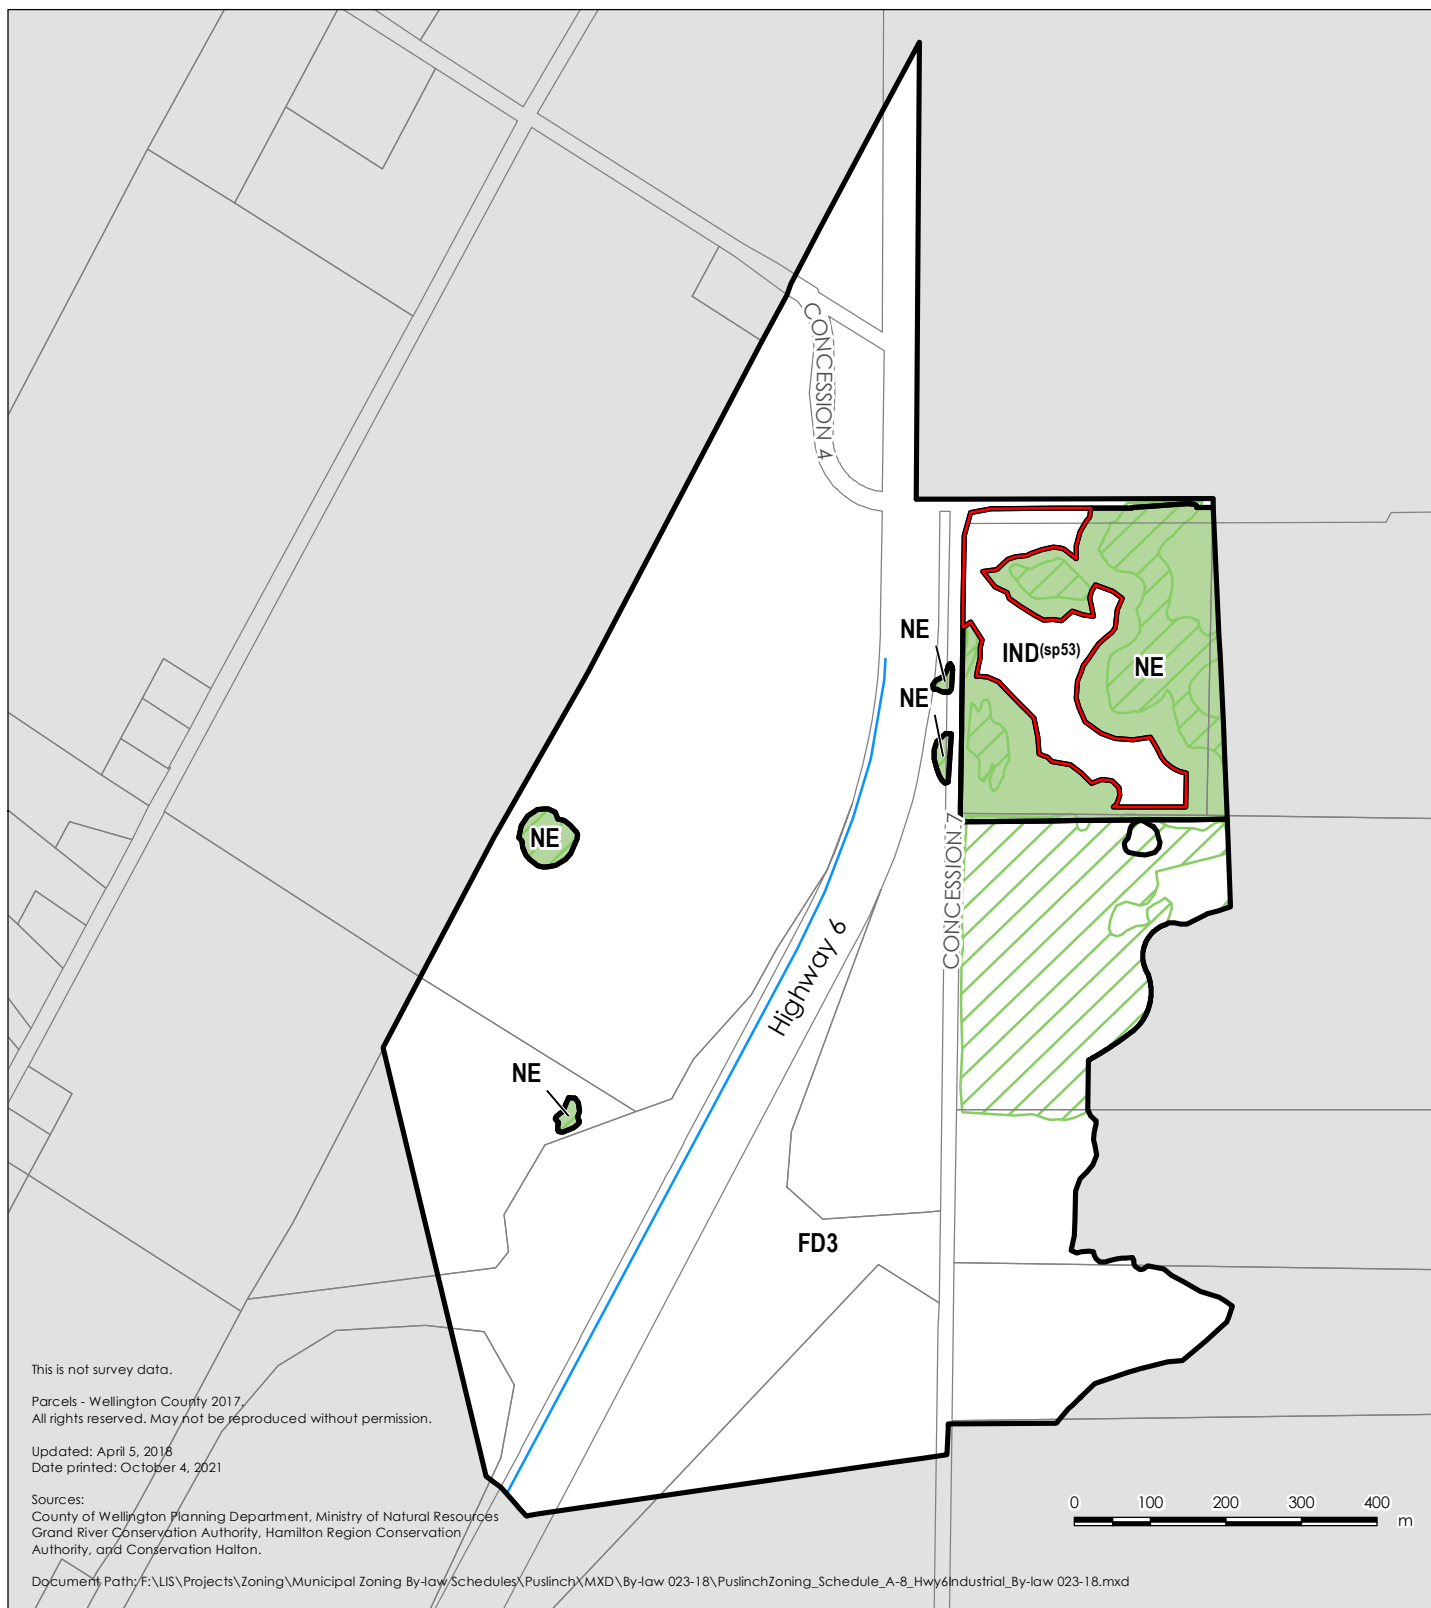 CONCESSION 4
NE
IND(sp53)
NE
NE
NE
CONCESSION 7
Highway 6
NE
FD3
This is not survey data.
Parcels - Wellington County 2017.
All rights reserved. May not be reproduced without permission.
Updated: April 5, 2018
Date printed: October 4, 2021
Sources:
County of Wellington Planning Department, Ministry of Natural Resources
Grand River Conservation Authority, Hamilton Region Conservation
Authority, and Conservation Halton.
0 100 200 300 400
m
Document Path: F:\LIS\Projects\Zoning\Municipal Zoning By-law Schedules\Puslinch\MXD\By-law 023-18\PuslinchZoning_Schedule_A-8_Hwy6Industrial_By-law 023-18.mxd